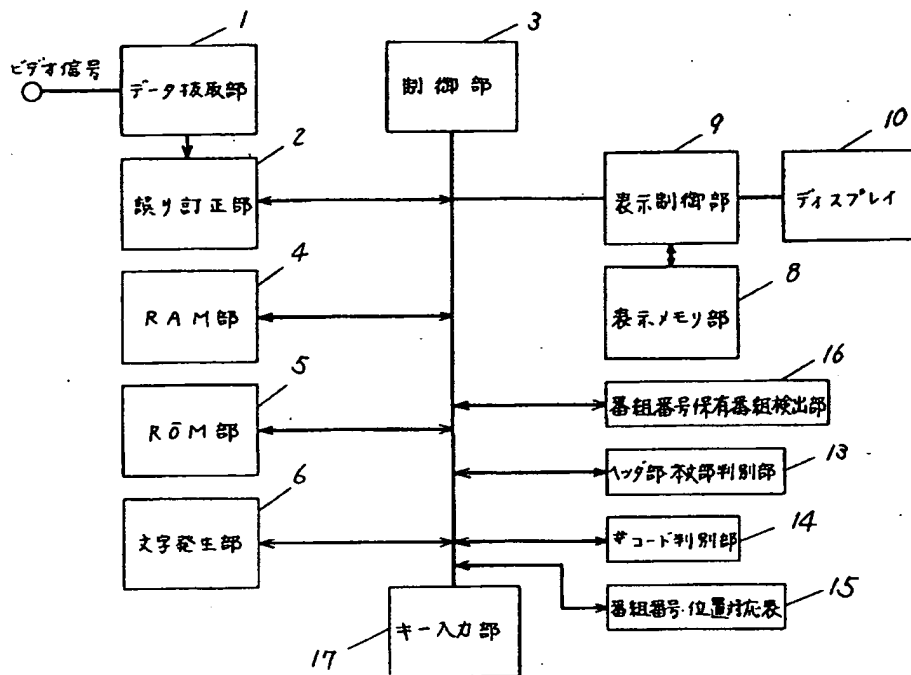 1
ビデオ信号
データ抜取部
2
誤り訂正部
3
制御部
4
RAM部
5
ROM部
6
文字発生部
9
表示制御部
10
ディスプレイ
8
表示メモリ部
16
番組番号保有番組検出部
13
ヘッダ部・本文部判別部
14
#コード判別部
15
番組番号・位置対応表
キー入力部
17